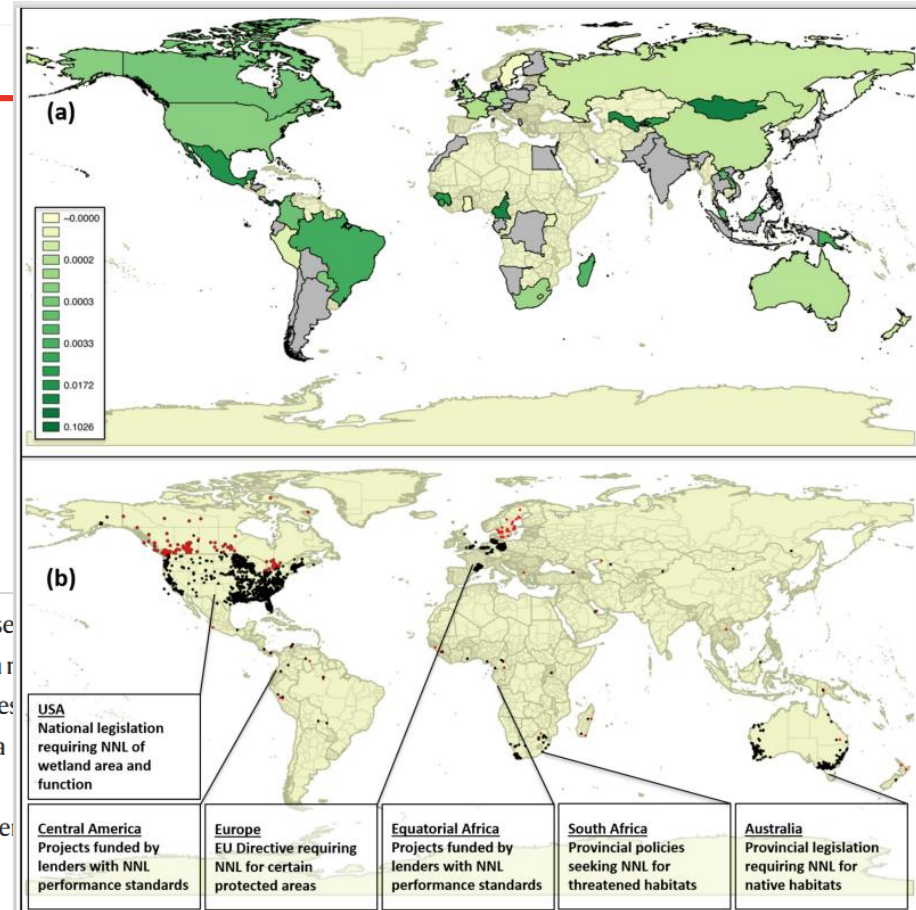 (a)
−0.0000
0.0002
0.0003
0.0033
0.0172
0.1026
(b)
USA
National legislation
requiring NNL of
wetland area and
function
Central America
Projects funded by
lenders with NNL
performance standards
Europe
EU Directive requiring
NNL for certain
protected areas
Equatorial Africa
Projects funded by
lenders with NNL
performance standards
South Africa
Provincial policies
seeking NNL for
threatened habitats
Australia
Provincial legislation
requiring NNL for
native habitats